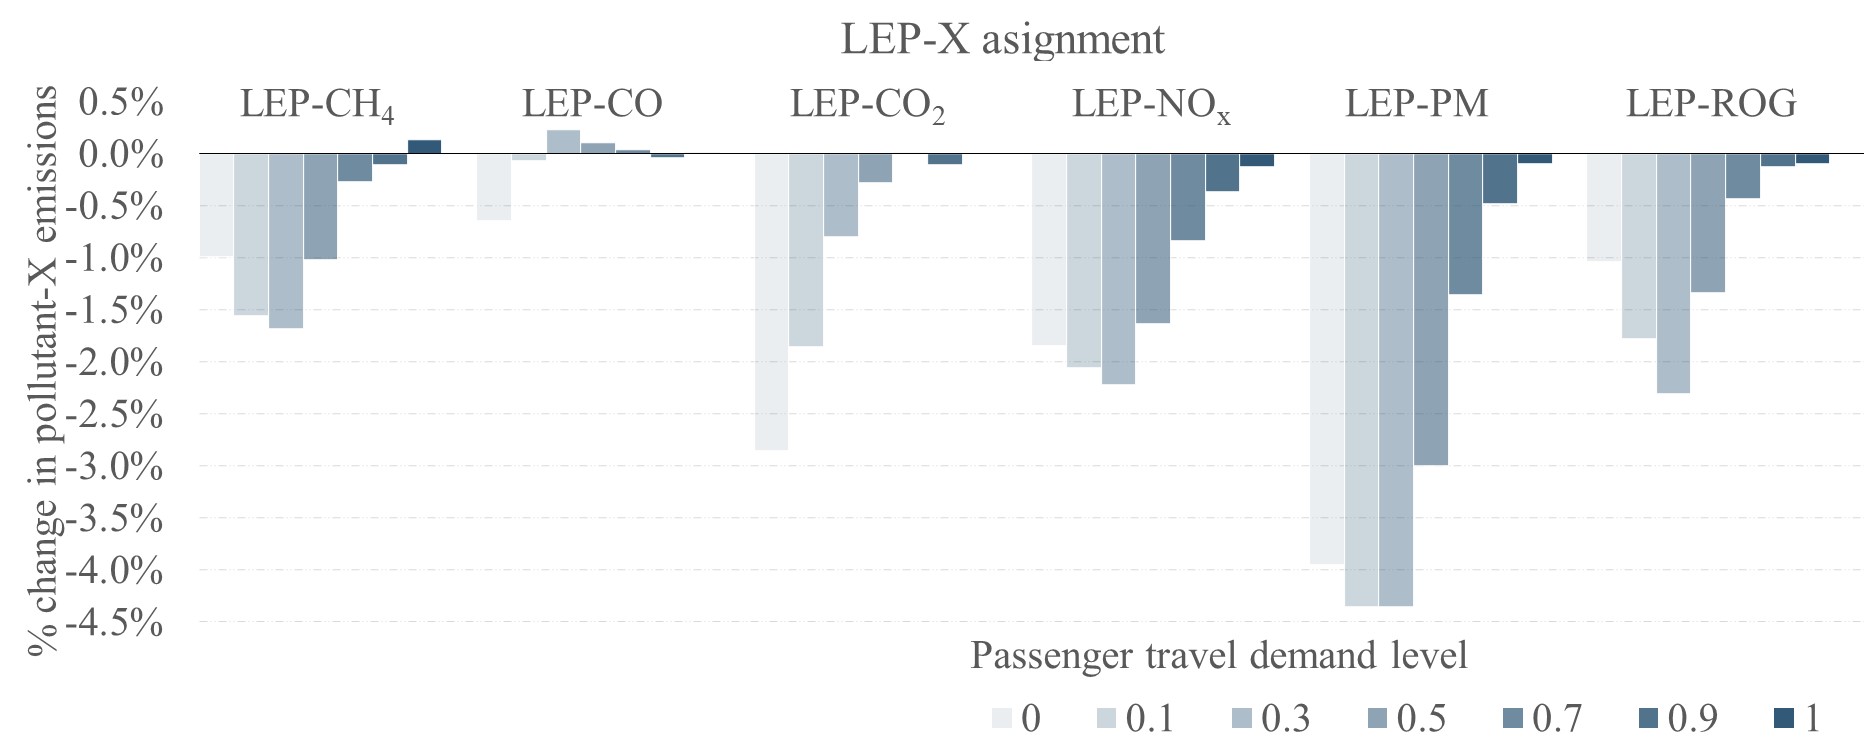 LEP-X asignment
LEP-CH₄ LEP-CO LEP-CO₂ LEP-NOₓ LEP-PM LEP-ROG
% change in pollutant-X emissions
0.5%
0.0%
-0.5%
-1.0%
-1.5%
-2.0%
-2.5%
-3.0%
-3.5%
-4.0%
-4.5%
Passenger travel demand level
0 0.1 0.3 0.5 0.7 0.9 1